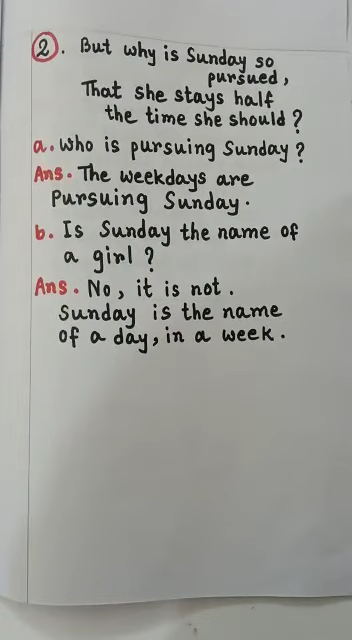 2. But why is Sunday so
pursued,
That she stays half
the time she should?
a. Who is pursuing Sunday?
Ans. The weekdays are
Pursuing Sunday.
b. Is Sunday the name of
a girl?
Ans. No, it is not.
Sunday is the name
of a day, in a week.